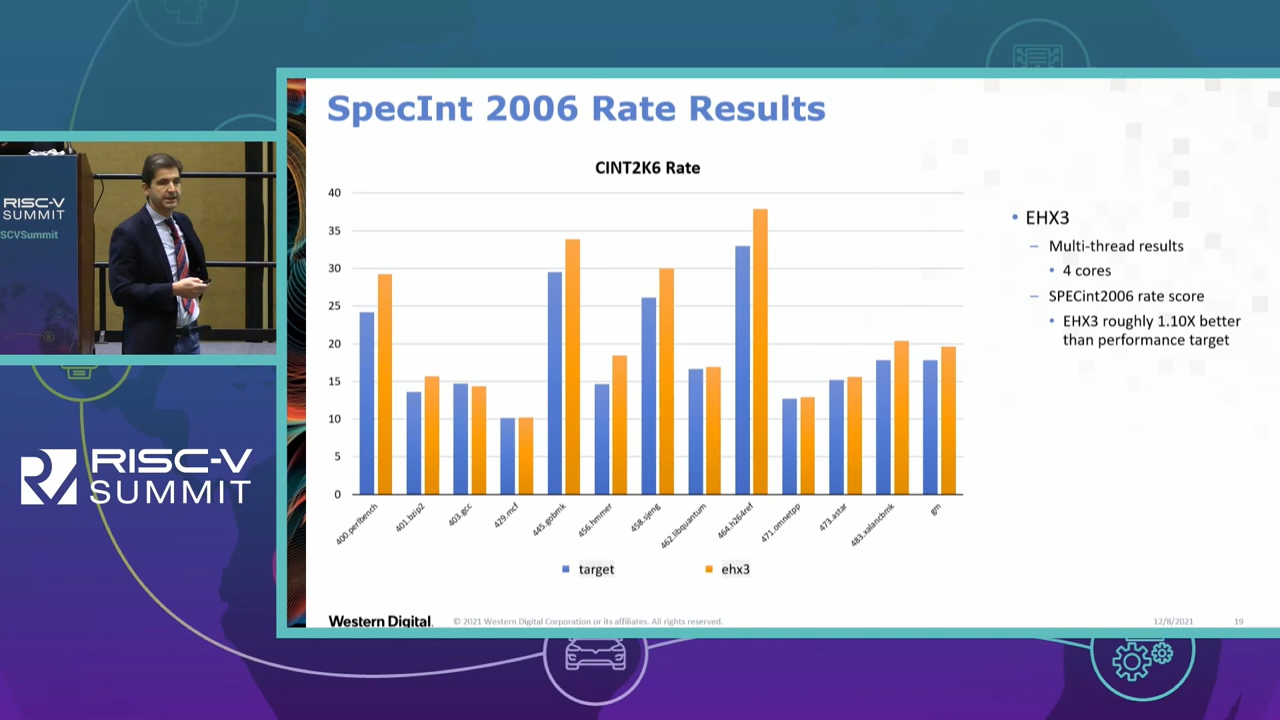 SpecInt 2006 Rate Results
CINT2K6 Rate
40
35
30
25
20
15
10
5
0
400.perlbench
401.bzip2
403.gcc
429.mcf
445.gobmk
456.hmmer
458.sjeng
462.libquantum
464.h264ref
471.omnetpp
473.astar
483.xalancbmk
gm
target
ehx3
• EHX3
– Multi-thread results
• 4 cores
– SPECint2006 rate score
• EHX3 roughly 1.10X better
than performance target
Western Digital.
© 2021 Western Digital Corporation or its affiliates. All rights reserved.
12/8/2021
19
RISC-V
SUMMIT
SCVSummit
RISC-V
SUMMIT